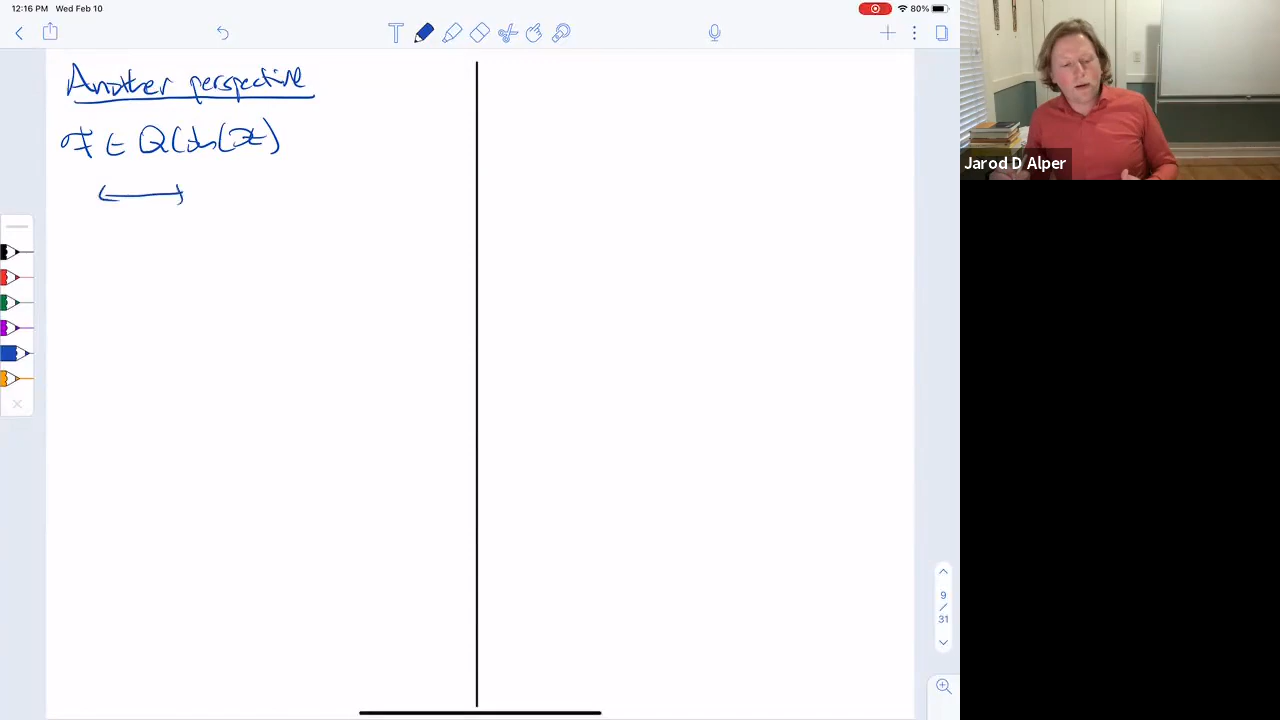 12:16 PM Wed Feb 10
80%
Another perspective
F ∈ QCoh(X)
⟷
Jarod D Alper
9
/
31
T